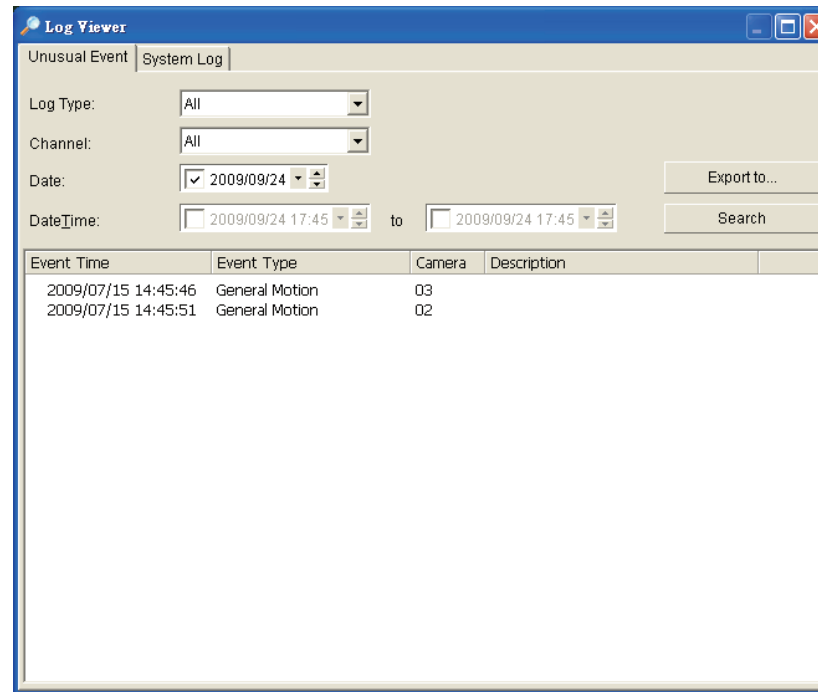 Log Viewer
Unusual Event System Log
Log Type: All
Channel: All
Date: 2009/09/24 Export to...
DateTime: 2009/09/24 17:45 to 2009/09/24 17:45 Search
Event Time Event Type Camera Description
2009/07/15 14:45:46 General Motion 03
2009/07/15 14:45:51 General Motion 02